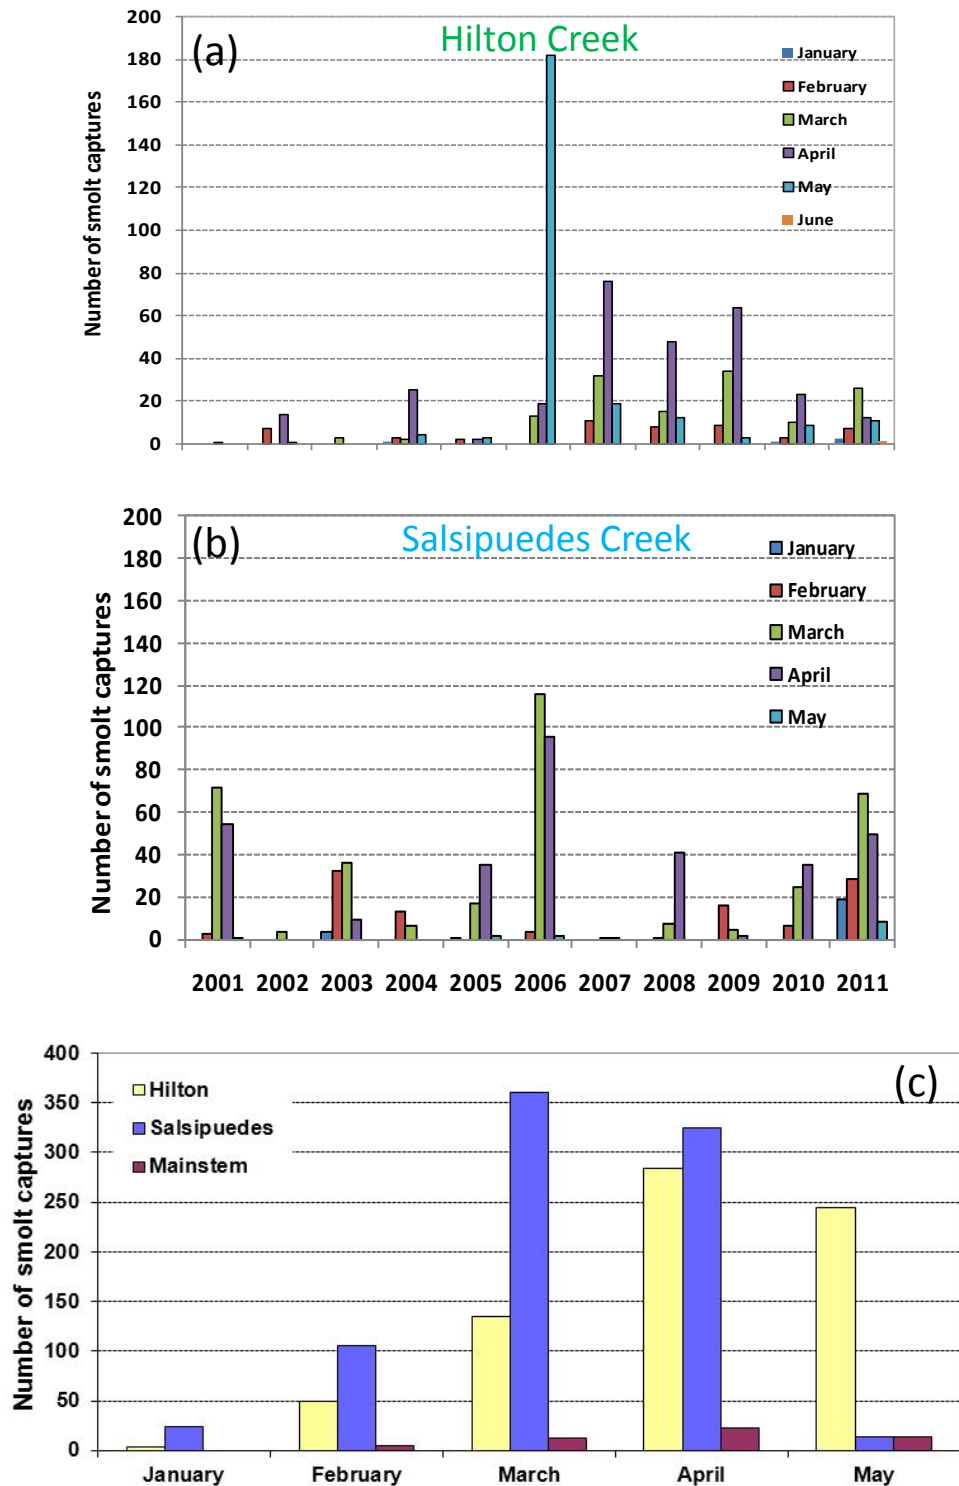 (a)
Hilton Creek
Number of smolt captures
200
180
160
140
120
100
80
60
40
20
0
January
February
March
April
May
June
(b)
Salsipuedes Creek
Number of smolt captures
200
180
160
140
120
100
80
60
40
20
0
January
February
March
April
May
2001 2002 2003 2004 2005 2006 2007 2008 2009 2010 2011
(c)
Number of smolt captures
400
350
300
250
200
150
100
50
0
Hilton
Salsipuedes
Mainstem
January February March April May